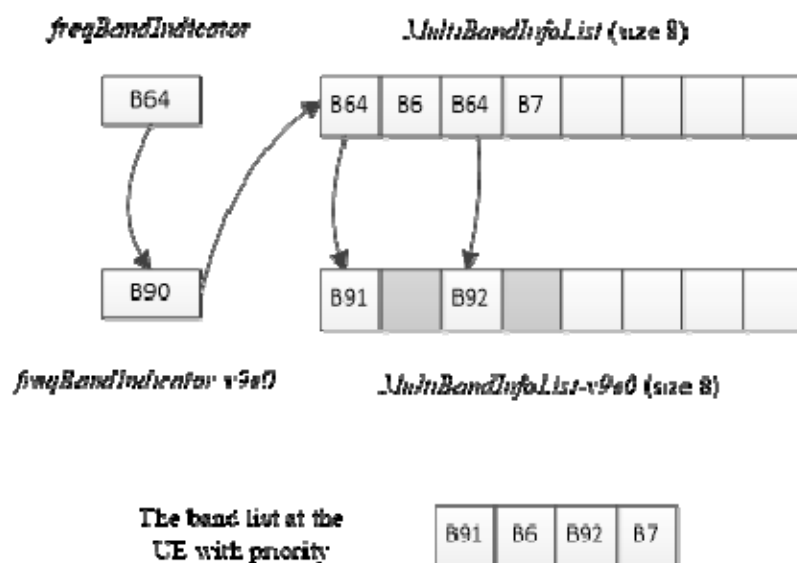 freqBandIndicator
MultiBandInfoList (size 8)
B64
B64 B6 B64 B7
B90
B91 B92
freqBandIndicator-v9e0
MultiBandInfoList-v9e0 (size 8)
The band list at the
UE with priority
B91 B6 B92 B7